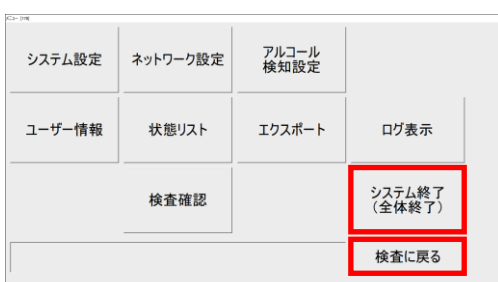 システム設定
ネットワーク設定
アルコール
検知設定
ユーザー情報
状態リスト
エクスポート
ログ表示
検査確認
システム終了
(全体終了)
検査に戻る